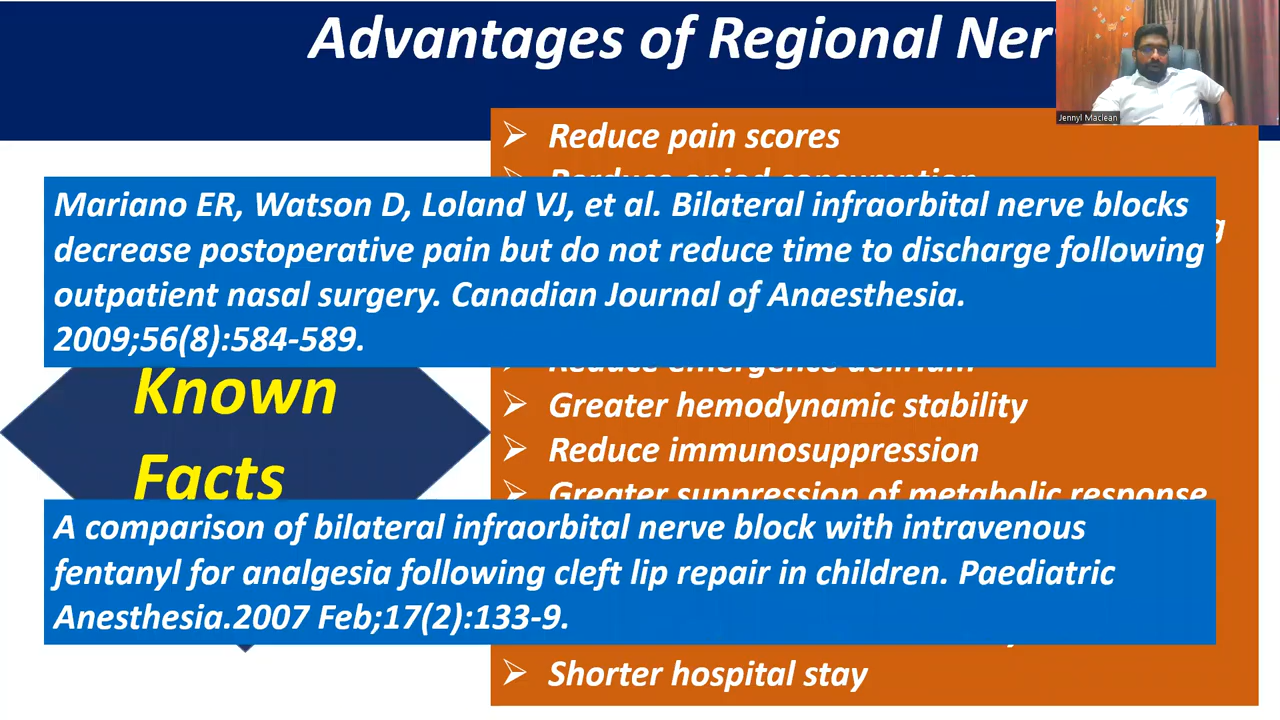 Advantages of Regional
Jennyl Maclean
➢ Reduce pain scores
Mariano ER, Watson D, Loland VJ, et al. Bilateral infraorbital nerve blocks
decrease postoperative pain but do not reduce time to discharge following
outpatient nasal surgery. Canadian Journal of Anaesthesia.
2009;56(8):584-589.
Known
Facts
➢ Reduce emergence delirium
➢ Greater hemodynamic stability
➢ Reduce immunosuppression
➢ Greater suppression of metabolic response
A comparison of bilateral infraorbital nerve block with intravenous
fentanyl for analgesia following cleft lip repair in children. Paediatric
Anesthesia.2007 Feb;17(2):133-9.
➢ Shorter hospital stay